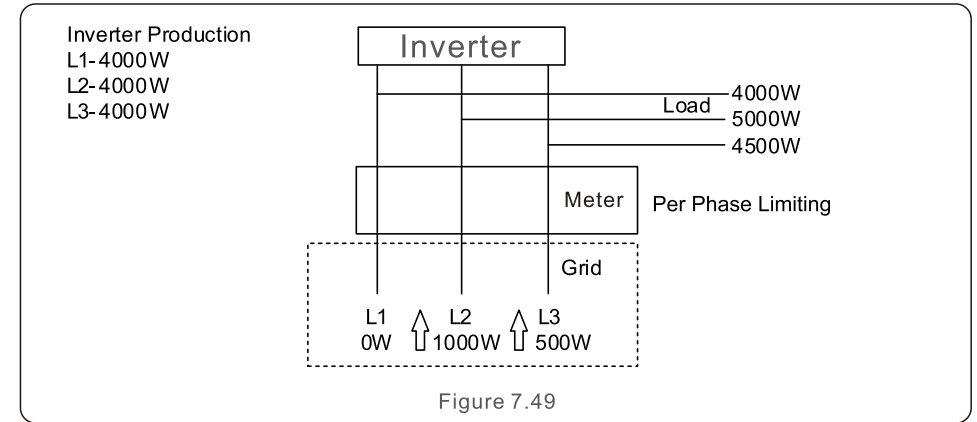 Inverter Production
L1-4000W
L2-4000W
L3-4000W
Inverter
Load
4000W
5000W
4500W
Meter
Per Phase Limiting
Grid
L1 L2 L3
0W 1000W 500W
Figure 7.49